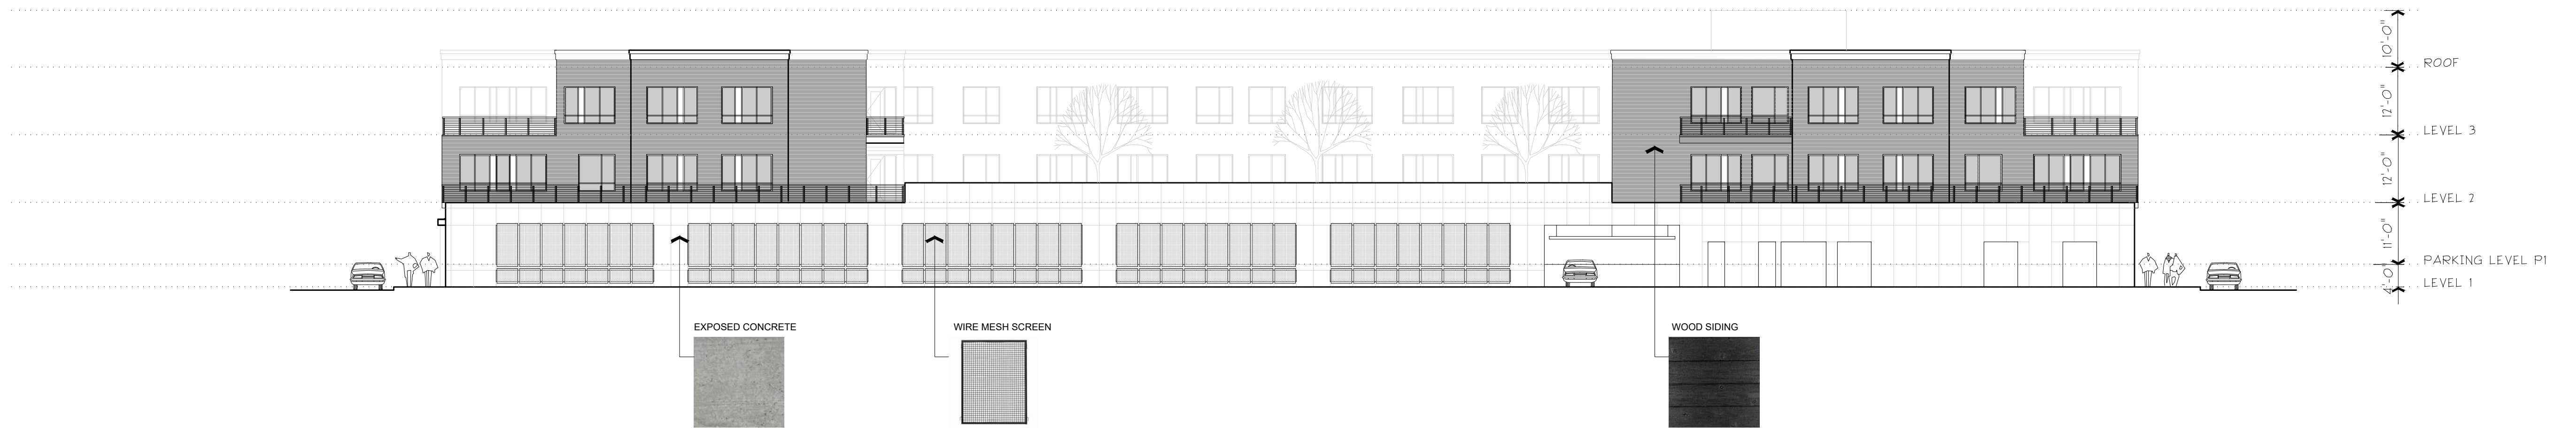 10'-0"
ROOF
12'-0"
LEVEL 3
12'-0"
LEVEL 2
11'-0"
PARKING LEVEL P1
4'-0"
LEVEL 1
EXPOSED CONCRETE
WIRE MESH SCREEN
WOOD SIDING